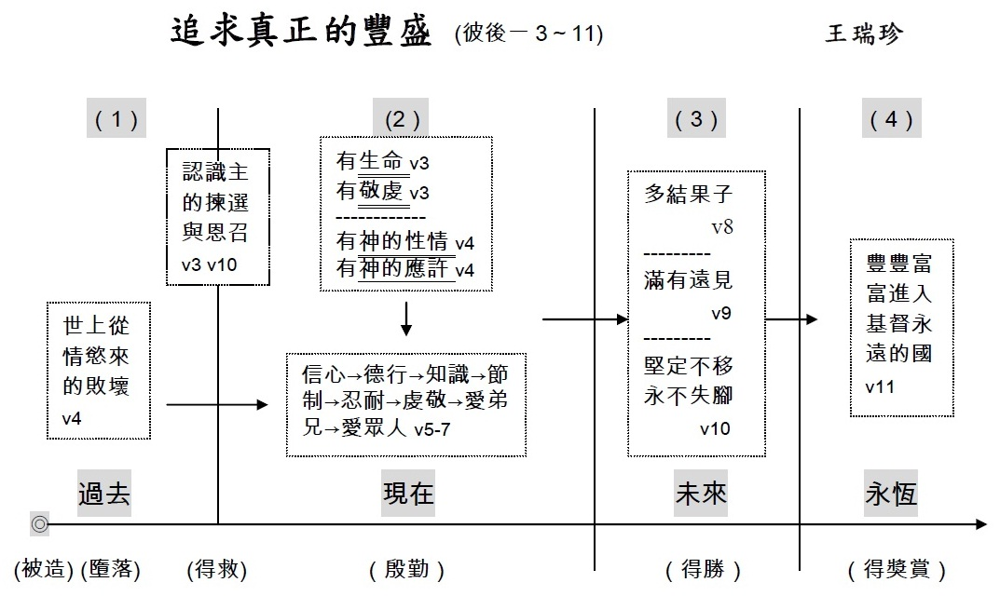 追求真正的豐盛 (彼後一 3~11)
王瑞珍
(1)
(2)
(3)
(4)
認識主
的揀選
與恩召
v3 v10
世上從
情慾來
的敗壞
v4
有生命 v3
有敬虔 v3
------------
有神的性情 v4
有神的應許 v4
信心→德行→知識→節
制→忍耐→虔敬→愛弟
兄→愛眾人 v5-7
多結果子
v8
---------
滿有遠見
v9
---------
堅定不移
永不失腳
v10
豐豐富
富進入
基督永
遠的國
v11
過去
現在
未來
永恆
(被造) (墮落)
(得救)
(殷勤)
(得勝)
(得獎賞)